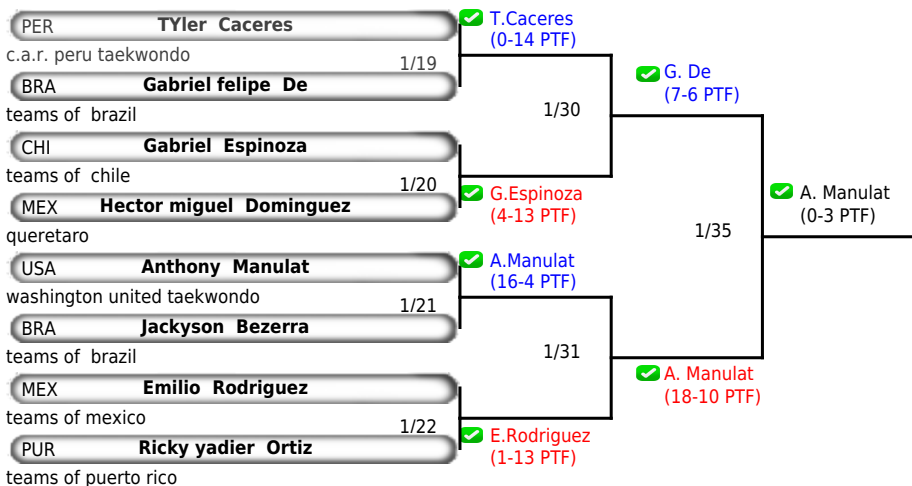 PER TYler Caceres
c.a.r. peru taekwondo
1/19
BRA Gabriel felipe De
teams of brazil
CHI Gabriel Espinoza
teams of chile
1/20
MEX Hector miguel Dominguez
queretaro
USA Anthony Manulat
washington united taekwondo
1/21
BRA Jackyson Bezerra
teams of brazil
MEX Emilio Rodriguez
teams of mexico
1/22
PUR Ricky yadier Ortiz
teams of puerto rico
T.Caceres
(0-14 PTF)
1/30
G.Espinoza
(4-13 PTF)
A.Manulat
(16-4 PTF)
1/31
E.Rodriguez
(1-13 PTF)
G. De
(7-6 PTF)
1/35
A. Manulat
(18-10 PTF)
A. Manulat
(0-3 PTF)